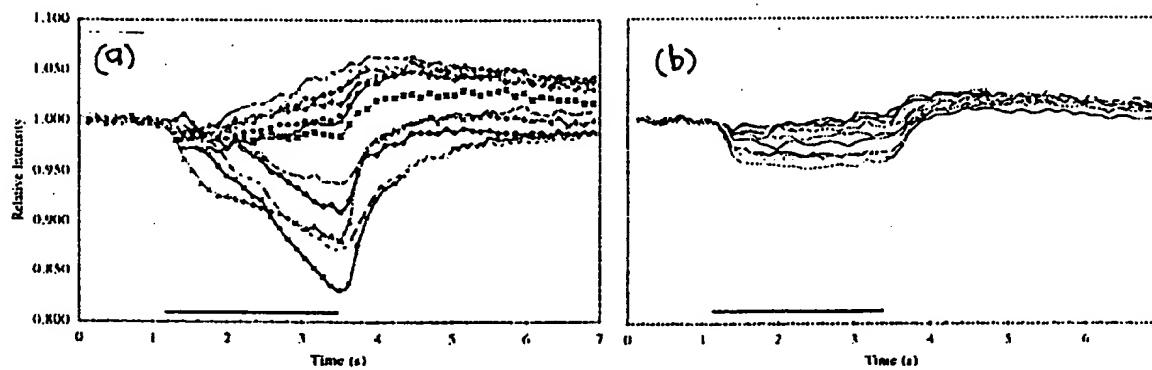 1.100
1.050
1.000
0.950
0.900
0.850
0.800
Relative Intensity
(a)
0 1 2 3 4 5 6 7
Time (s)
(b)
0 1 2 3 4 5 6
Time (s)